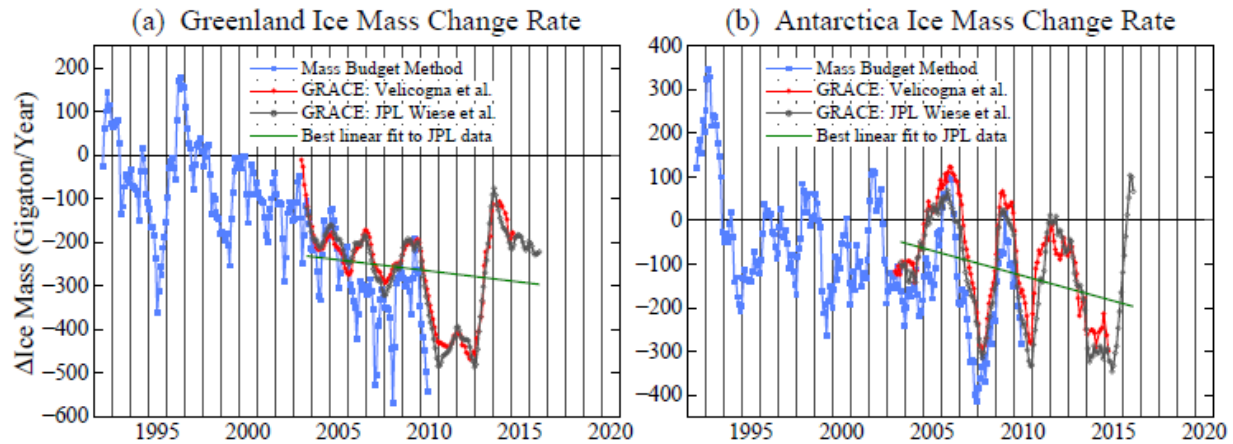 (a) Greenland Ice Mass Change Rate
(b) Antarctica Ice Mass Change Rate
ΔIce Mass (Gigaton/Year)
200
100
0
−100
−200
−300
−400
−500
−600
Mass Budget Method
GRACE: Velicogna et al.
GRACE: JPL Wiese et al.
Best linear fit to JPL data
1995
2000
2005
2010
2015
2020
400
300
200
100
0
−100
−200
−300
−400
Mass Budget Method
GRACE: Velicogna et al.
GRACE: JPL Wiese et al.
Best linear fit to JPL data
1995
2000
2005
2010
2015
2020